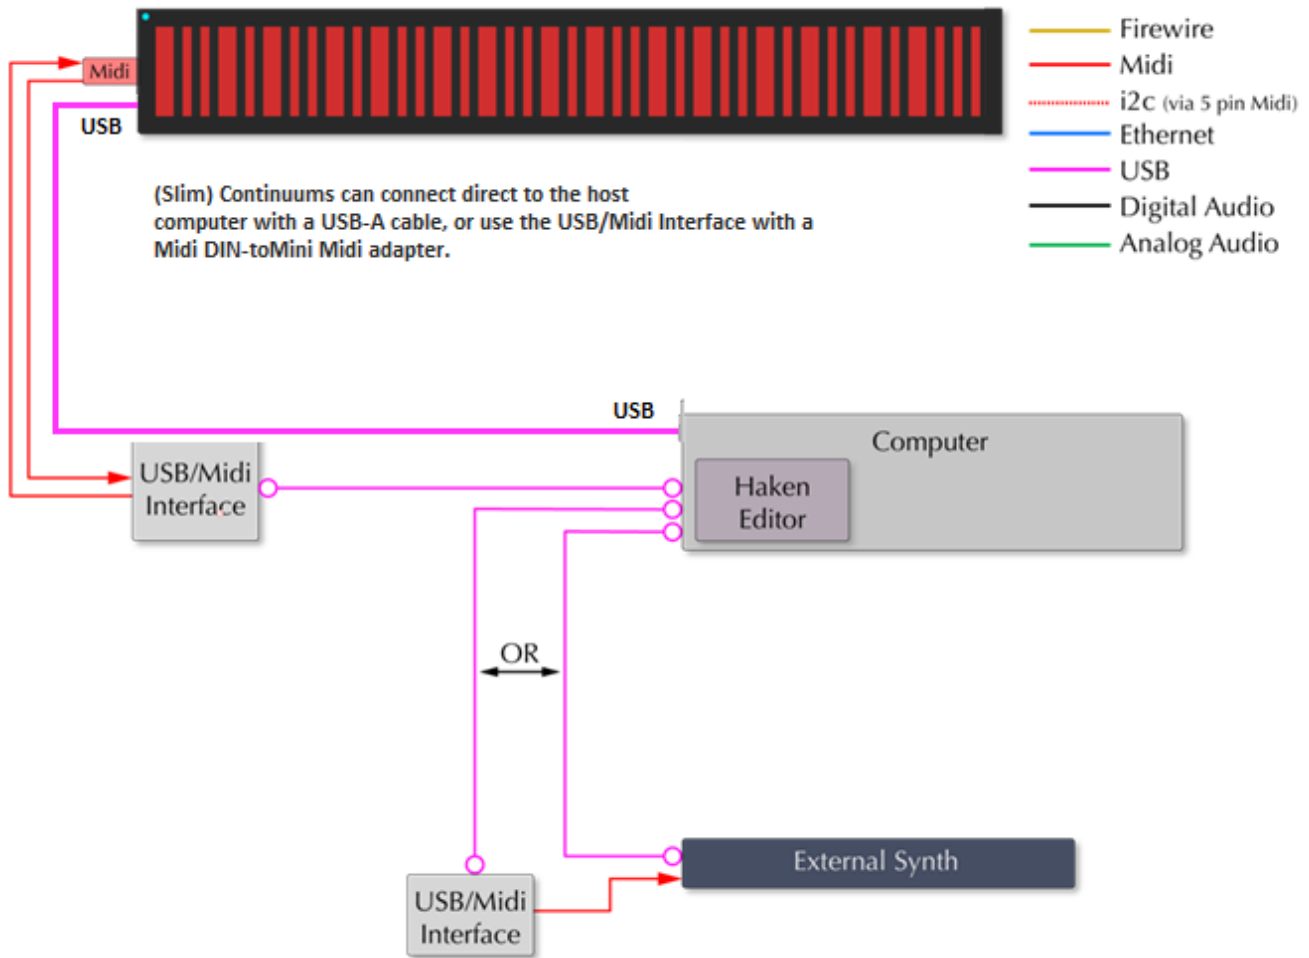 Midi
USB
(Slim) Continuums can connect direct to the host
computer with a USB-A cable, or use the USB/Midi Interface with a
Midi DIN-toMini Midi adapter.
Firewire
Midi
i2c (via 5 pin Midi)
Ethernet
USB
Digital Audio
Analog Audio
USB
Computer
Haken
Editor
USB/Midi
Interface
OR
External Synth
USB/Midi
Interface